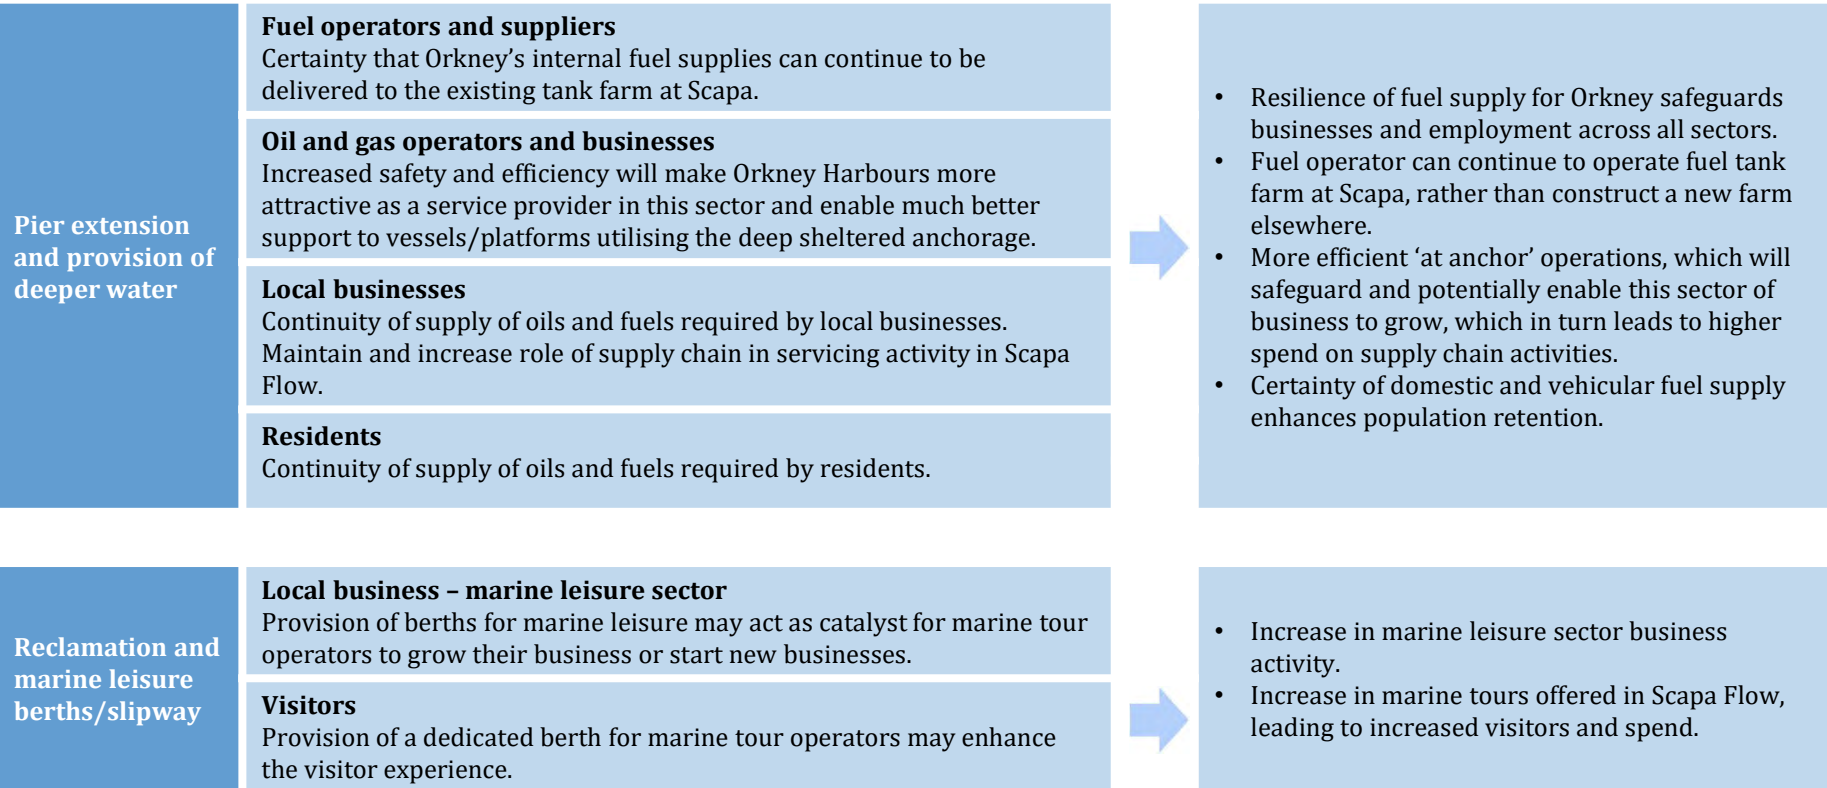 Pier extension
and provision of
deeper water
Fuel operators and suppliers
Certainty that Orkney’s internal fuel supplies can continue to be
delivered to the existing tank farm at Scapa.
Oil and gas operators and businesses
Increased safety and efficiency will make Orkney Harbours more
attractive as a service provider in this sector and enable much better
support to vessels/platforms utilising the deep sheltered anchorage.
Local businesses
Continuity of supply of oils and fuels required by local businesses.
Maintain and increase role of supply chain in servicing activity in Scapa
Flow.
Residents
Continuity of supply of oils and fuels required by residents.
• Resilience of fuel supply for Orkney safeguards
businesses and employment across all sectors.
• Fuel operator can continue to operate fuel tank
farm at Scapa, rather than construct a new farm
elsewhere.
• More efficient ‘at anchor’ operations, which will
safeguard and potentially enable this sector of
business to grow, which in turn leads to higher
spend on supply chain activities.
• Certainty of domestic and vehicular fuel supply
enhances population retention.
Reclamation and
marine leisure
berths/slipway
Local business – marine leisure sector
Provision of berths for marine leisure may act as catalyst for marine tour
operators to grow their business or start new businesses.
Visitors
Provision of a dedicated berth for marine tour operators may enhance
the visitor experience.
• Increase in marine leisure sector business
activity.
• Increase in marine tours offered in Scapa Flow,
leading to increased visitors and spend.